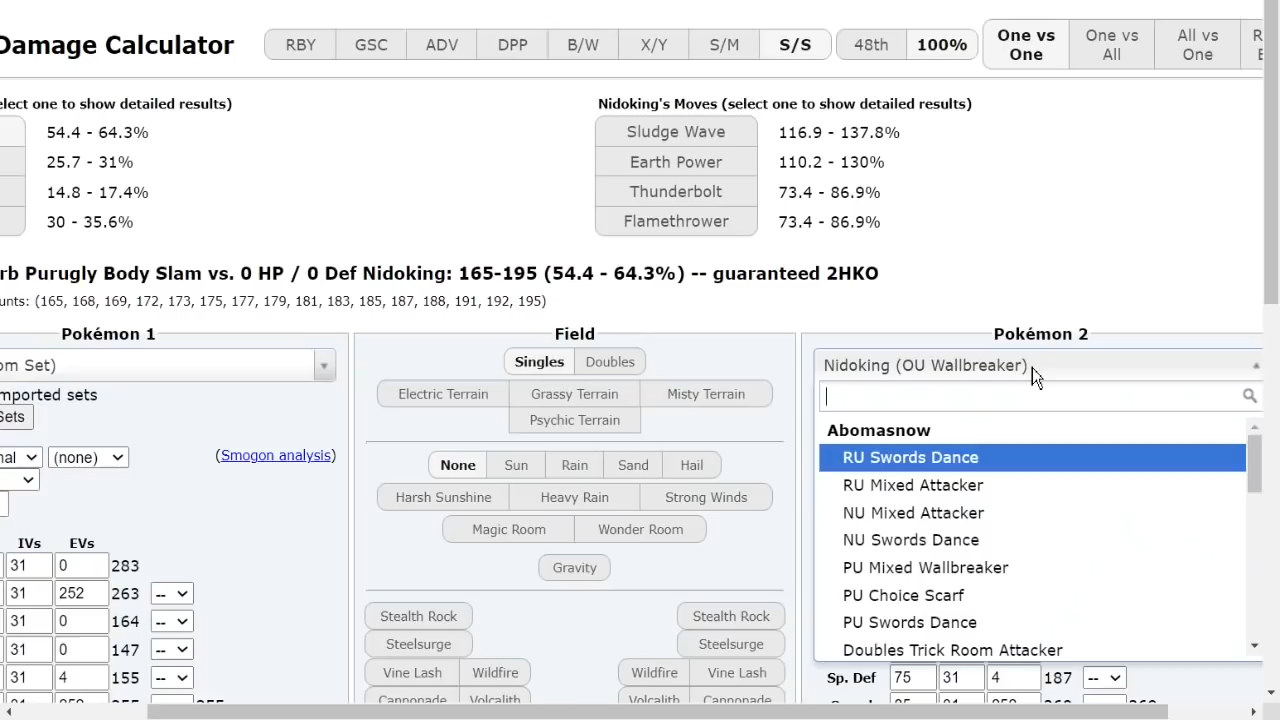 Damage Calculator
RBY GSC ADV DPP B/W X/Y S/M S/S
48th 100%
One vs One
One vs All
All vs One
elect one to show detailed results)
54.4 - 64.3%
25.7 - 31%
14.8 - 17.4%
30 - 35.6%
Nidoking's Moves (select one to show detailed results)
Sludge Wave 116.9 - 137.8%
Earth Power 110.2 - 130%
Thunderbolt 73.4 - 86.9%
Flamethrower 73.4 - 86.9%
rb Purugly Body Slam vs. 0 HP / 0 Def Nidoking: 165-195 (54.4 - 64.3%) -- guaranteed 2HKO
unts: (165, 168, 169, 172, 173, 175, 177, 179, 181, 183, 185, 187, 188, 191, 192, 195)
Pokémon 1
om Set)
mported sets
Sets
nal (none) (Smogon analysis)
IVs EVs
31 0 283
31 252 263 --
31 0 164 --
31 0 147 --
31 4 155 --
Field
Singles Doubles
Electric Terrain Grassy Terrain Misty Terrain
Psychic Terrain
None Sun Rain Sand Hail
Harsh Sunshine Heavy Rain Strong Winds
Magic Room Wonder Room
Gravity
Stealth Rock Stealth Rock
Steelsurge Steelsurge
Vine Lash Wildfire Wildfire Vine Lash
Cannonade Volcalith Volcalith Cannonade
Pokémon 2
Nidoking (OU Wallbreaker)
Abomasnow
RU Swords Dance
RU Mixed Attacker
NU Mixed Attacker
NU Swords Dance
PU Mixed Wallbreaker
PU Choice Scarf
PU Swords Dance
Doubles Trick Room Attacker
Sp. Def 75 31 4 187 --